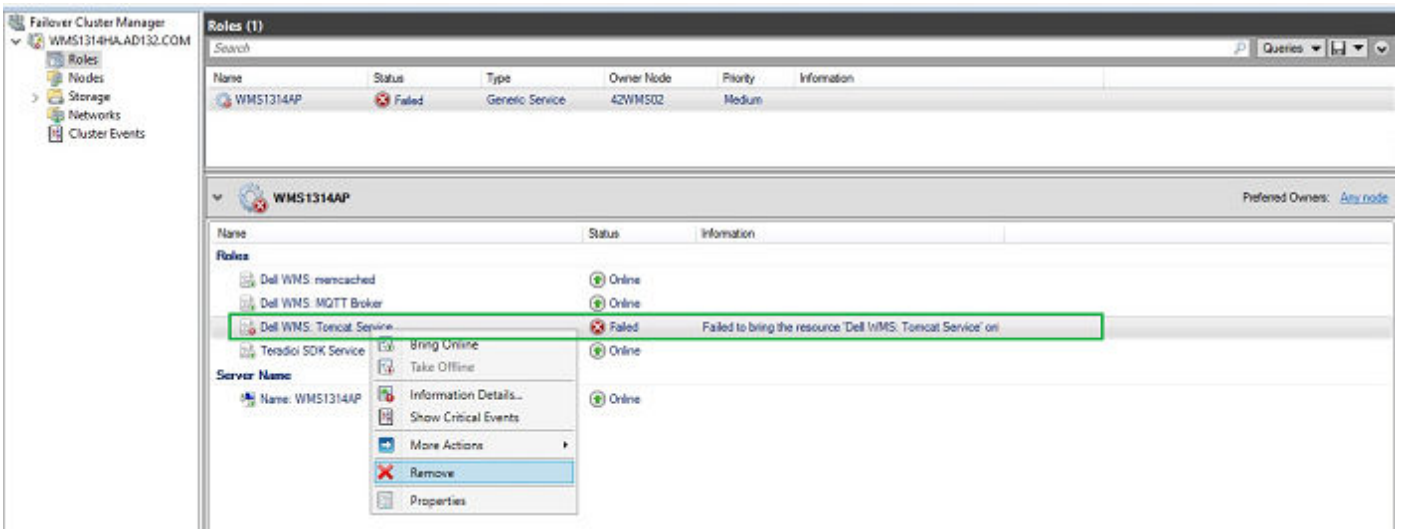 Failover Cluster Manager
WMS1314HA.AD132.COM
Roles
Nodes
Storage
Networks
Cluster Events
Roles (1)
Search
Queries
Name Status Type Owner Node Priority Information
WMS1314AP Failed Generic Service 42WMS02 Medium
WMS1314AP Preferred Owners: Any node
Name Status Information
Roles
Dell WMS: memcached Online
Dell WMS: MQTT Broker Online
Dell WMS: Tomcat Service Failed Failed to bring the resource 'Dell WMS: Tomcat Service' onl
Teradici SDK Service Online
Server Name
Name: WMS1314AP Online
Bring Online
Take Offline
Information Details...
Show Critical Events
More Actions
Remove
Properties